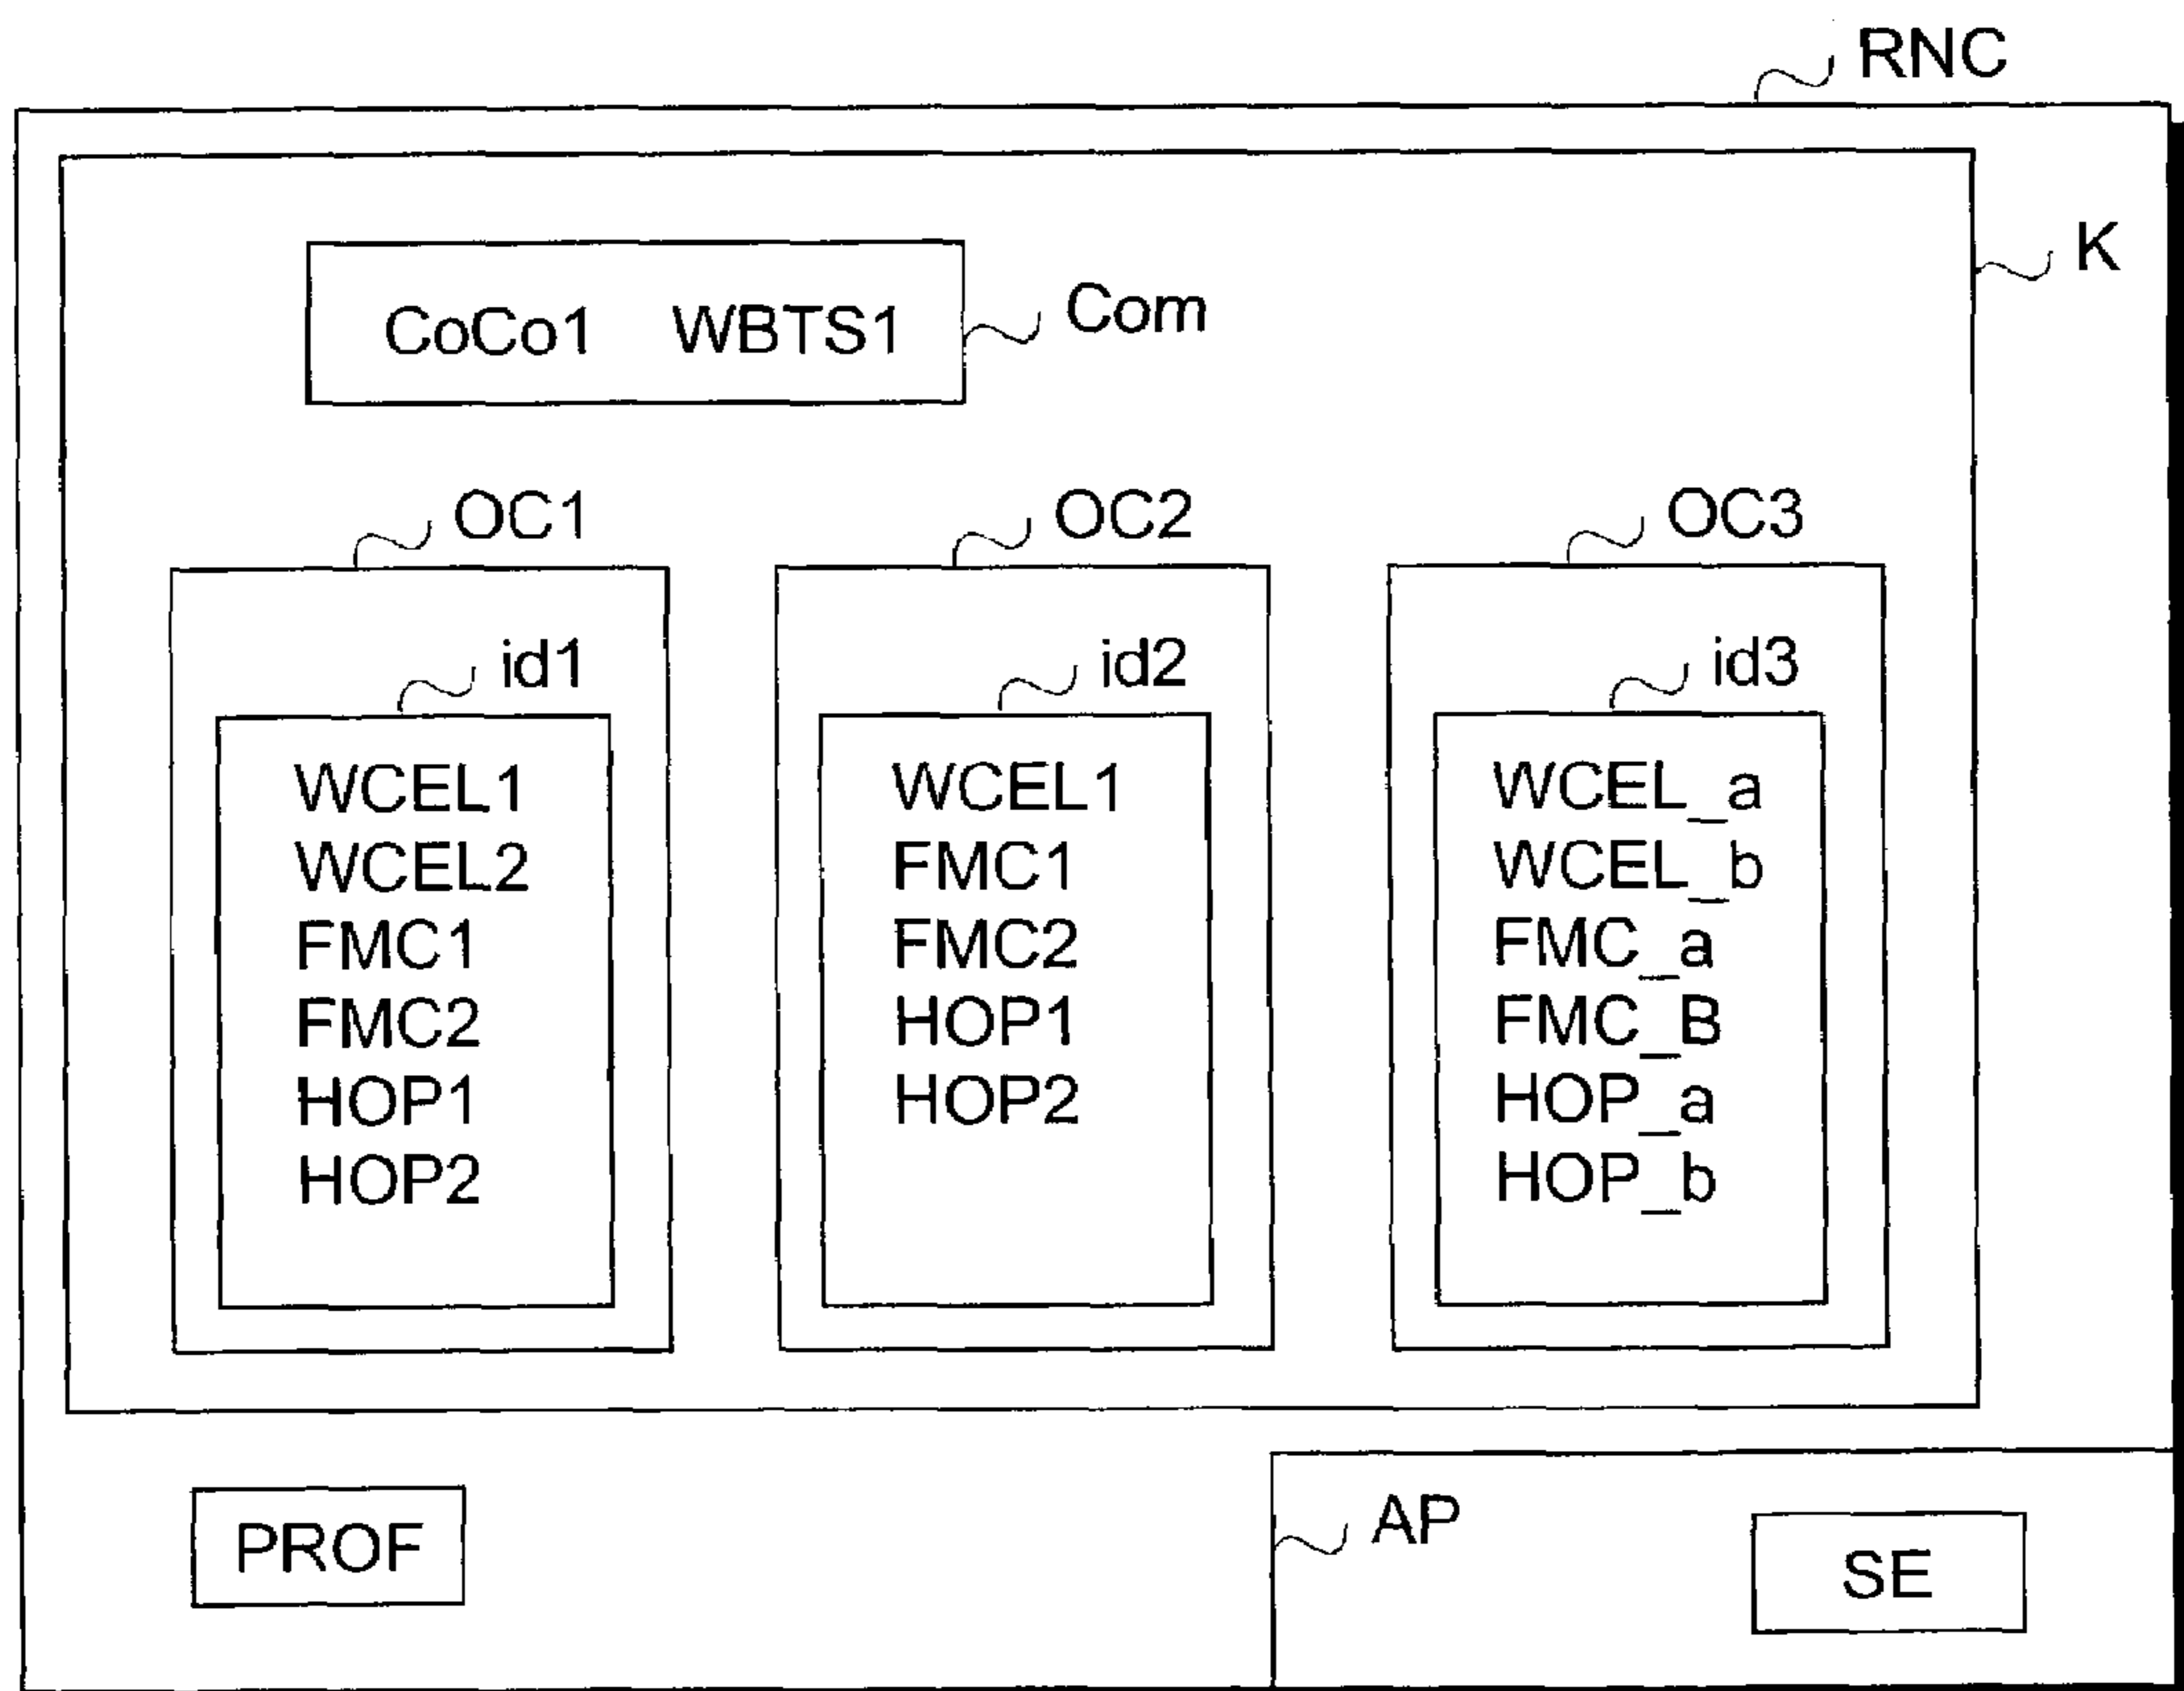 RNC
K
CoCo1 WBTS1
Com
OC1
OC2
OC3
id1
id2
id3
WCEL1
WCEL2
FMC1
FMC2
HOP1
HOP2
WCEL1
FMC1
FMC2
HOP1
HOP2
WCEL_a
WCEL_b
FMC_a
FMC_B
HOP_a
HOP_b
PROF
AP
SE